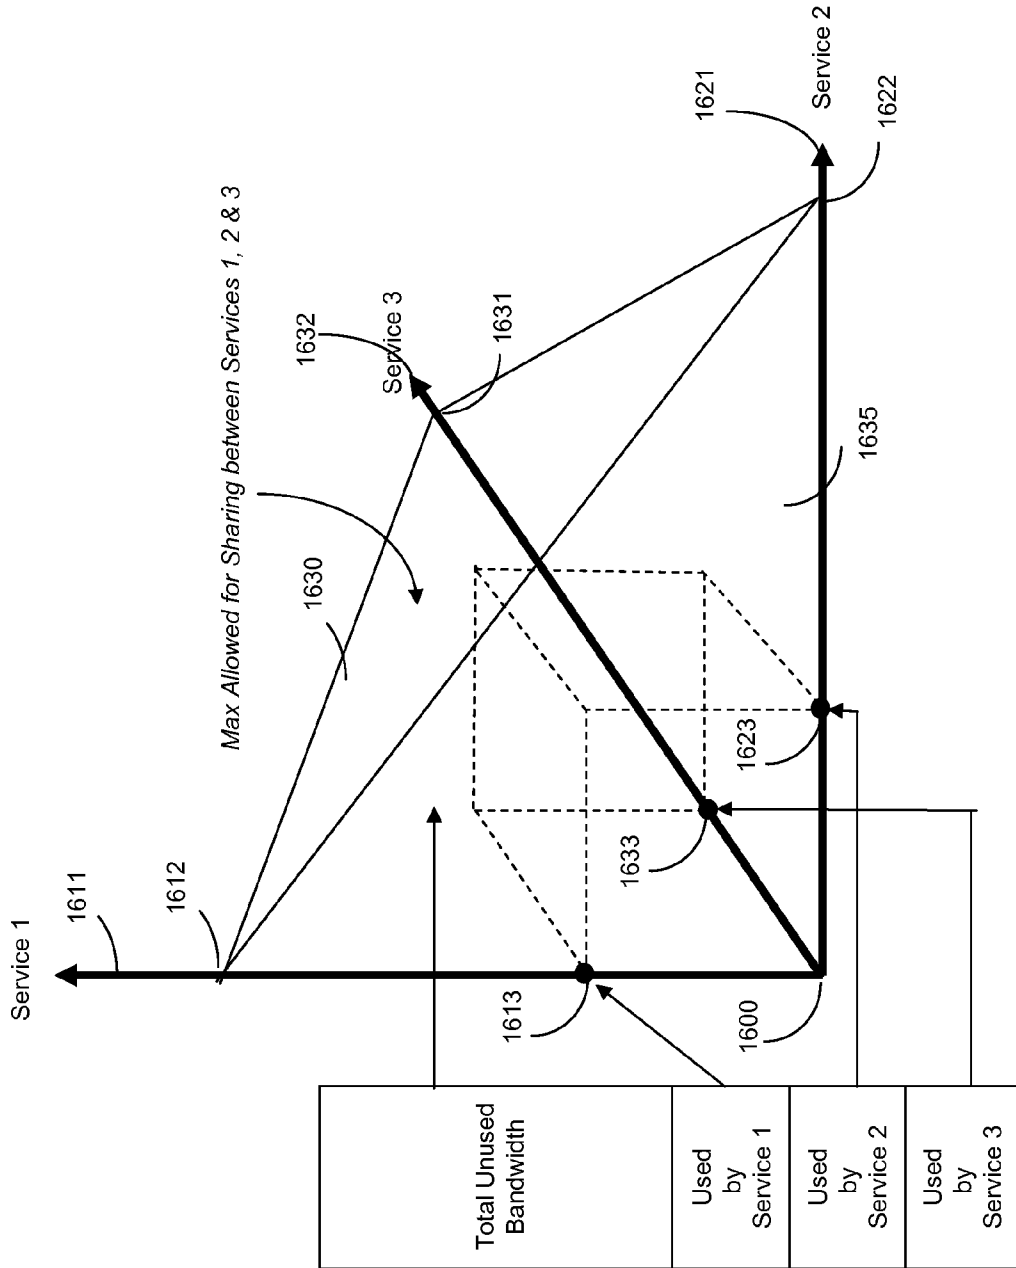 Service 1
1611
1612
Max Allowed for Sharing between Services 1, 2 & 3
1630
1632
Service 3
1631
1621
Service 2
1622
1635
1623
1633
1613
1600
Total Unused
Bandwidth
Used
by
Service 1
Used
by
Service 2
Used
by
Service 3